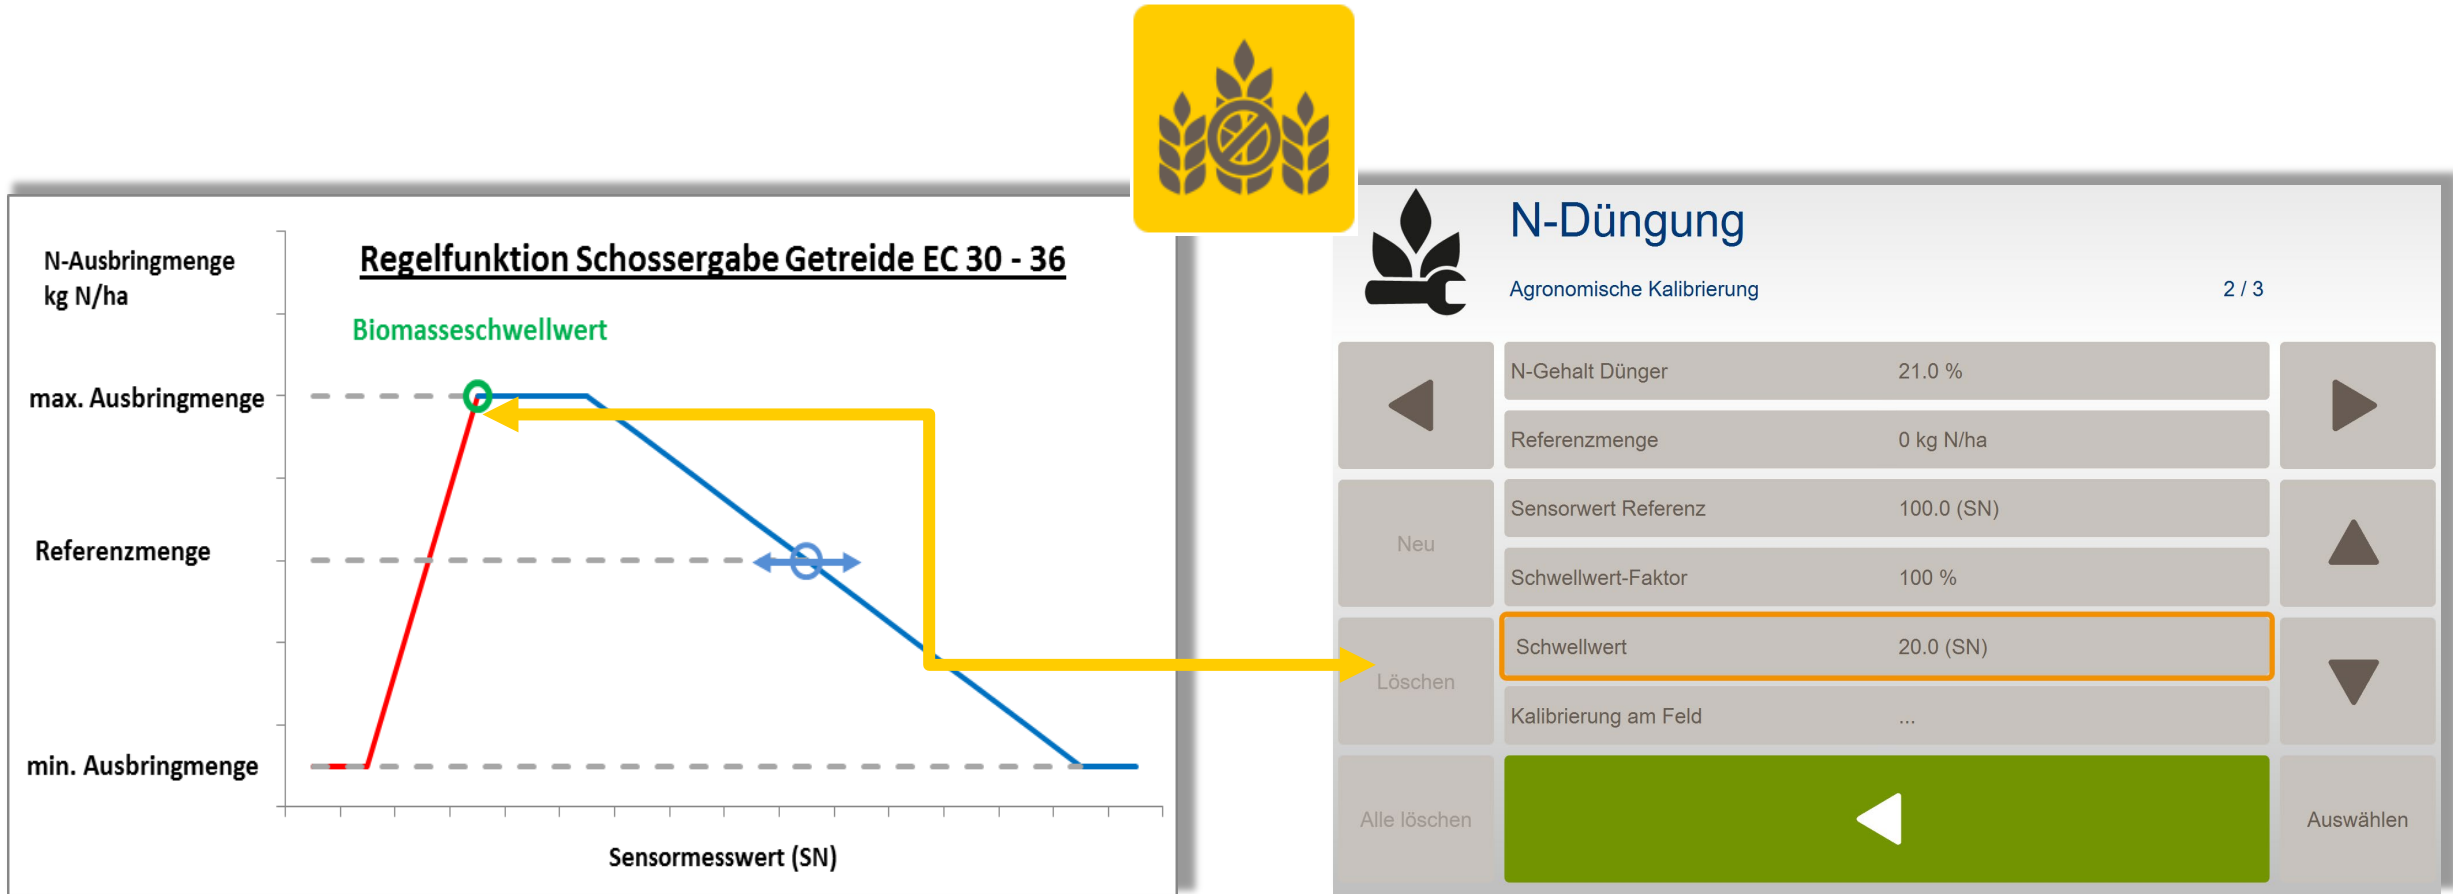 Regelfunktion Schossergabe Getreide EC 30 - 36
N-Ausbringmenge
kg N/ha
Biomasseschwellwert
max. Ausbringmenge
Referenzmenge
min. Ausbringmenge
Sensormesswert (SN)
N-Düngung
Agronomische Kalibrierung 2 / 3
N-Gehalt Dünger 21.0 %
Referenzmenge 0 kg N/ha
Sensorwert Referenz 100.0 (SN)
Neu
Schwellwert-Faktor 100 %
Schwellwert 20.0 (SN)
Löschen
Kalibrierung am Feld ...
Alle löschen
Auswählen